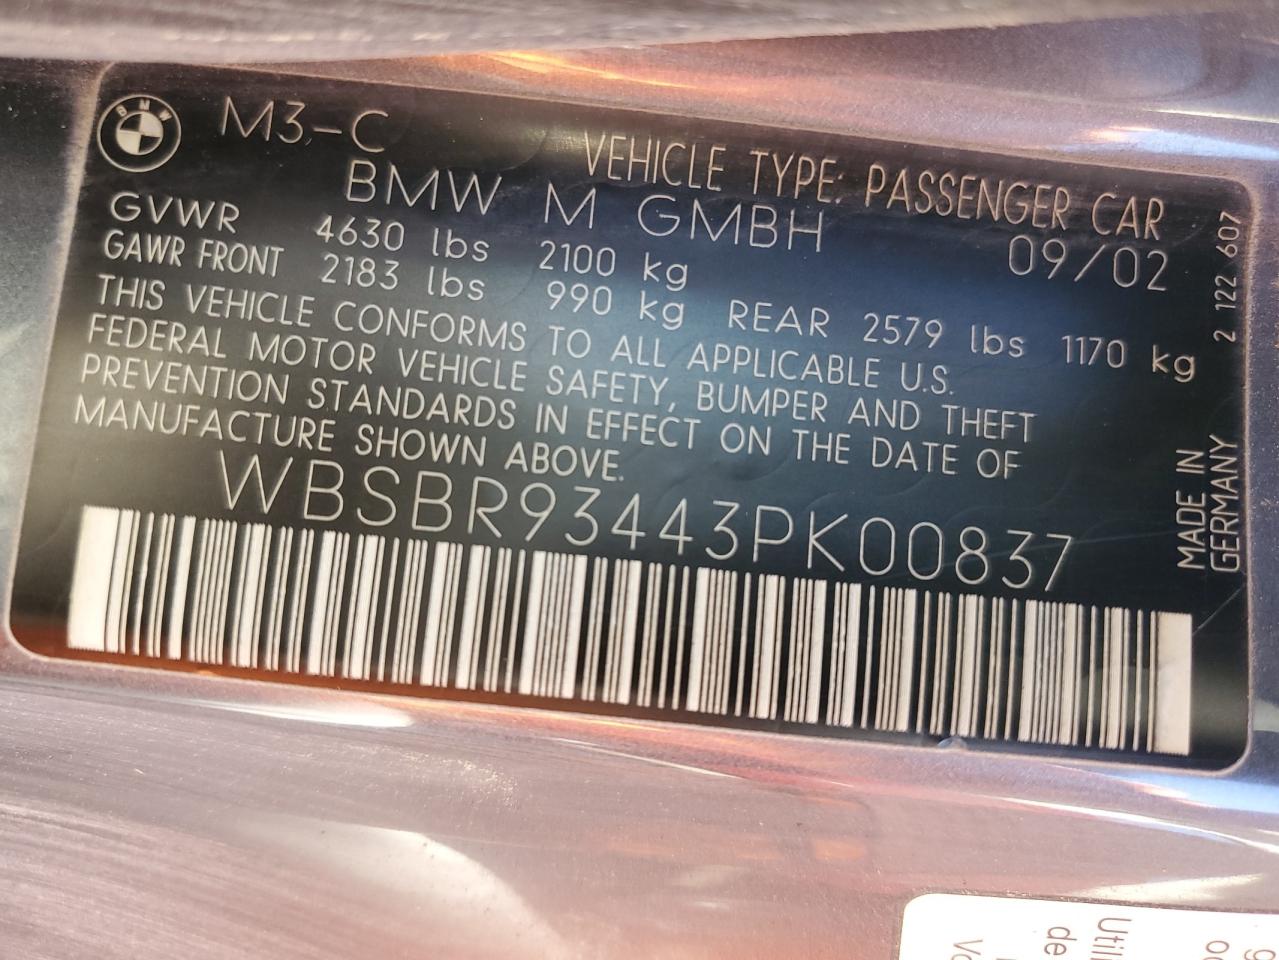 BMW
M3-C
VEHICLE TYPE: PASSENGER CAR
BMW M GMBH 09/02
GVWR 4630 lbs 2100 kg
GAWR FRONT 2183 lbs 990 kg REAR 2579 lbs 1170 kg
THIS VEHICLE CONFORMS TO ALL APPLICABLE U.S.
FEDERAL MOTOR VEHICLE SAFETY, BUMPER AND THEFT
PREVENTION STANDARDS IN EFFECT ON THE DATE OF
MANUFACTURE SHOWN ABOVE.
WBSBR93443PK00837
2 122 607
MADE IN
GERMANY
de